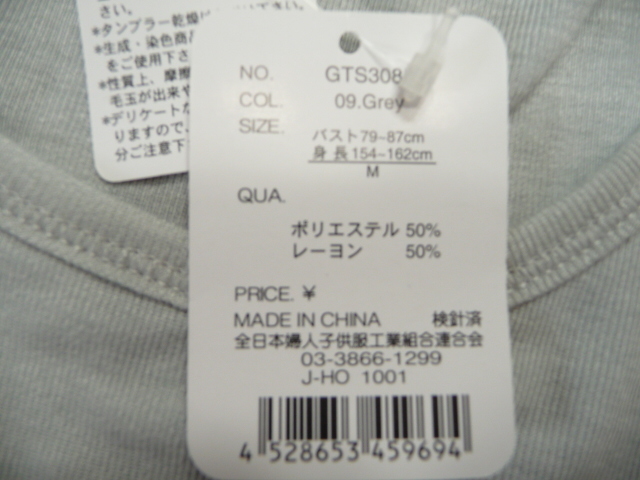 さい。
*タンブラー乾燥は
*生成・染色商品
をご使用下さ
*性質上、摩擦
毛玉が出来や
*デリケートな
りますので、
分ご注意下
NO. GTS308
COL. 09.Grey
SIZE. バスト79~87cm
身長154~162cm
M
QUA.
ポリエステル 50%
レーヨン 50%
PRICE. ¥
MADE IN CHINA 検針済
全日本婦人子供服工業組合連合会
03-3866-1299
J-HO 1001
4 528653 459694